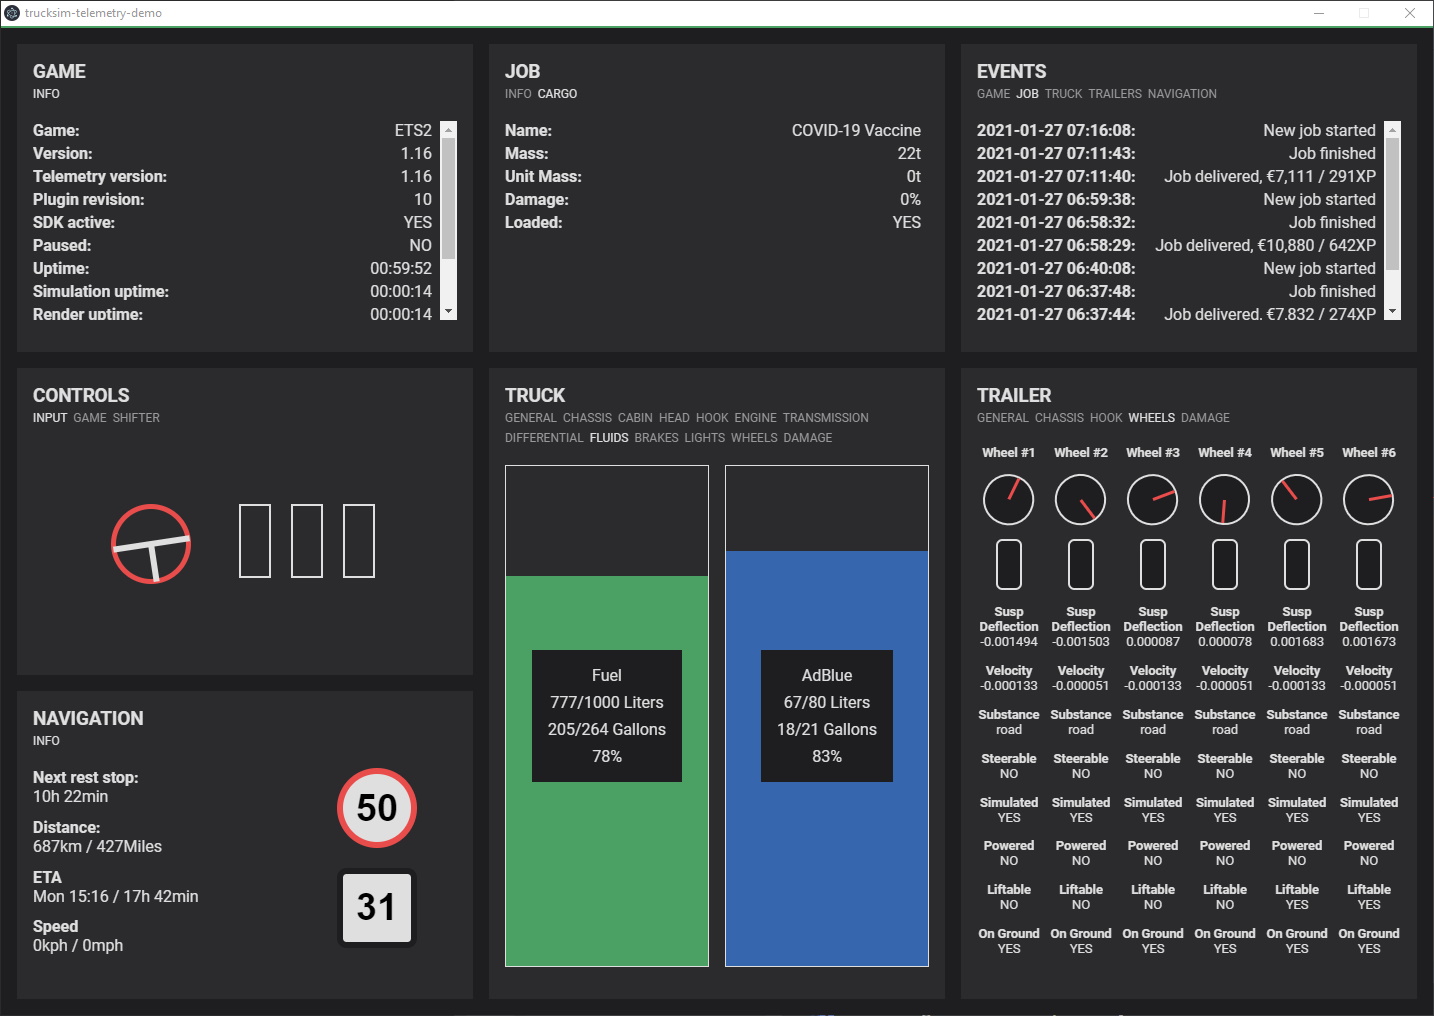 trucksim-telemetry-demo
GAME
INFO
Game: ETS2
Version: 1.16
Telemetry version: 1.16
Plugin revision: 10
SDK active: YES
Paused: NO
Uptime: 00:59:52
Simulation uptime: 00:00:14
Render uptime: 00:00:14
JOB
INFO CARGO
Name: COVID-19 Vaccine
Mass: 22t
Unit Mass: 0t
Damage: 0%
Loaded: YES
EVENTS
GAME JOB TRUCK TRAILERS NAVIGATION
2021-01-27 07:16:08: New job started
2021-01-27 07:11:43: Job finished
2021-01-27 07:11:40: Job delivered, €7,111 / 291XP
2021-01-27 06:59:38: New job started
2021-01-27 06:58:32: Job finished
2021-01-27 06:58:29: Job delivered, €10,880 / 642XP
2021-01-27 06:40:08: New job started
2021-01-27 06:37:48: Job finished
2021-01-27 06:37:44: Job delivered, €7,832 / 274XP
CONTROLS
INPUT GAME SHIFTER
NAVIGATION
INFO
Next rest stop:
10h 22min
Distance:
687km / 427Miles
ETA
Mon 15:16 / 17h 42min
Speed
0kph / 0mph
50
31
TRUCK
GENERAL CHASSIS CABIN HEAD HOOK ENGINE TRANSMISSION
DIFFERENTIAL FLUIDS BRAKES LIGHTS WHEELS DAMAGE
Fuel
777/1000 Liters
205/264 Gallons
78%
AdBlue
67/80 Liters
18/21 Gallons
83%
TRAILER
GENERAL CHASSIS HOOK WHEELS DAMAGE
Wheel #1 Wheel #2 Wheel #3 Wheel #4 Wheel #5 Wheel #6
Susp Susp Susp Susp Susp Susp
Deflection Deflection Deflection Deflection Deflection Deflection
-0.001494 -0.001503 0.000087 0.000078 0.001683 0.001673
Velocity Velocity Velocity Velocity Velocity Velocity
-0.000133 -0.000051 -0.000133 -0.000051 -0.000133 -0.000051
Substance Substance Substance Substance Substance Substance
road road road road road road
Steerable Steerable Steerable Steerable Steerable Steerable
NO NO NO NO NO NO
Simulated Simulated Simulated Simulated Simulated Simulated
YES YES YES YES YES YES
Powered Powered Powered Powered Powered Powered
NO NO NO NO NO NO
Liftable Liftable Liftable Liftable Liftable Liftable
NO NO NO NO YES YES
On Ground On Ground On Ground On Ground On Ground On Ground
YES YES YES YES YES YES